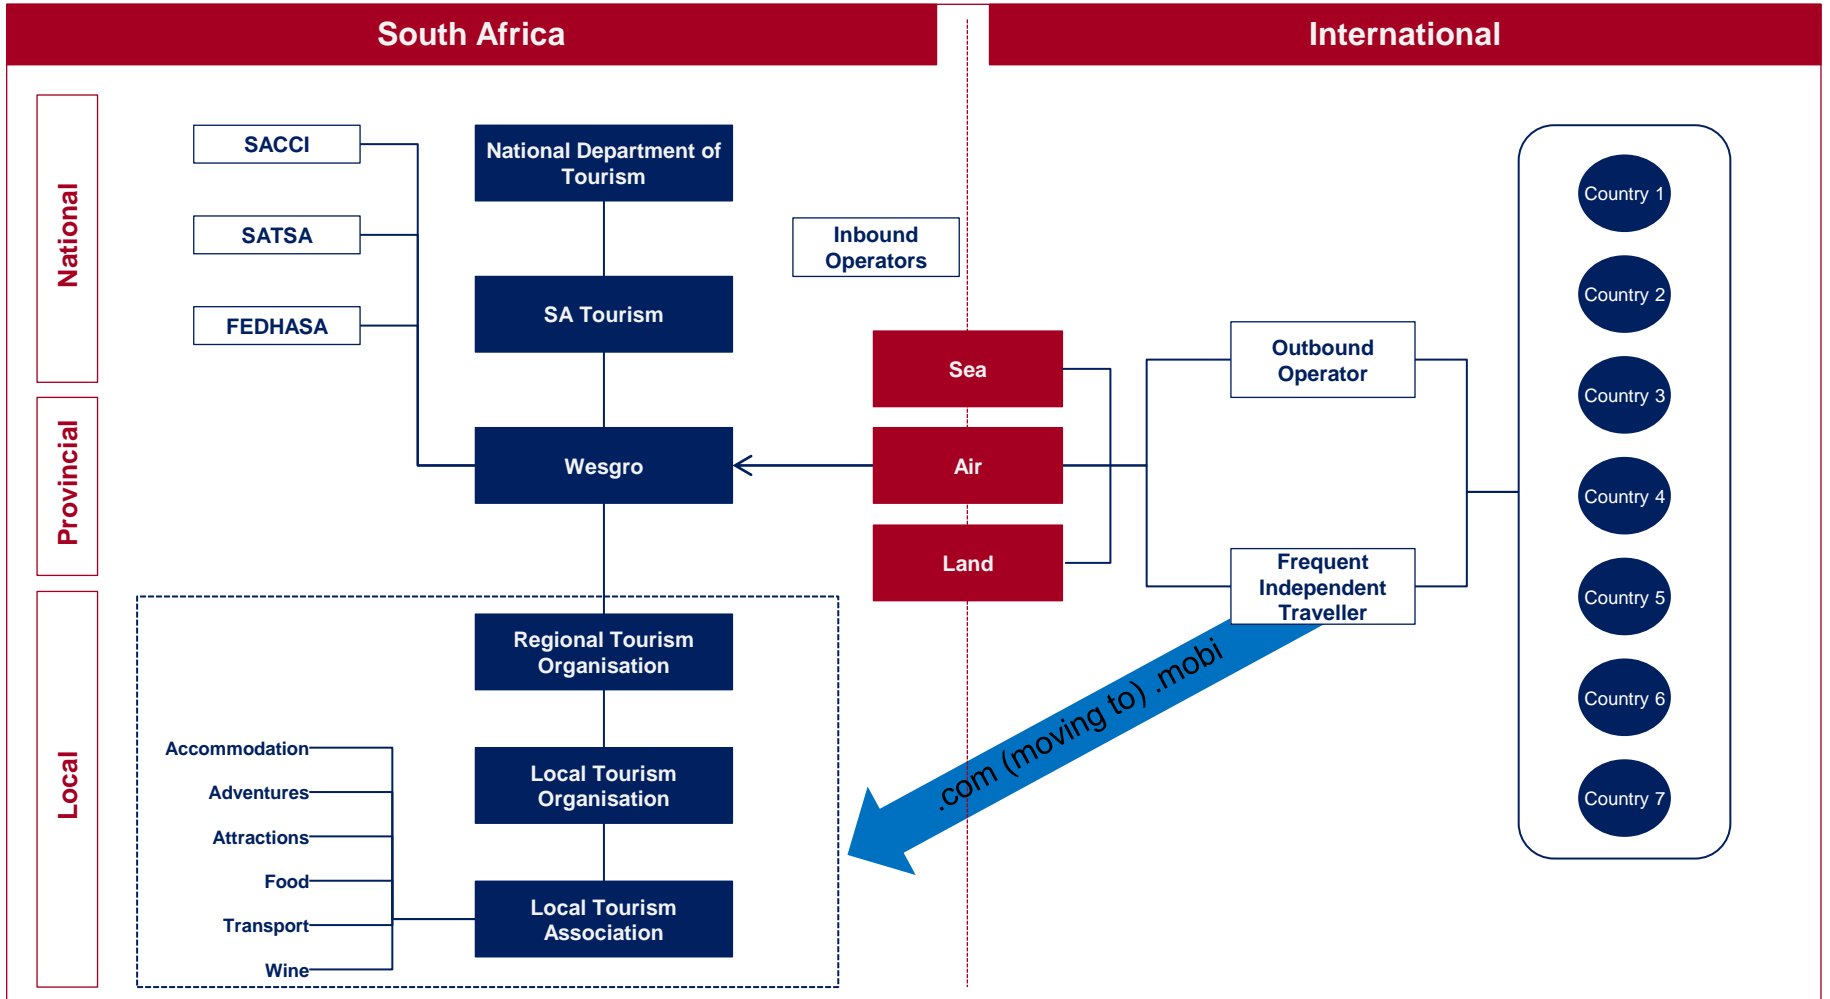 South Africa
International
National
SACCI
SATSA
FEDHASA
National Department of
Tourism
SA Tourism
Inbound
Operators
Provincial
Wesgro
Sea
Air
Land
Outbound
Operator
Frequent
Independent
Traveller
Country 1
Country 2
Country 3
Country 4
Country 5
Country 6
Country 7
Local
Regional Tourism
Organisation
Local Tourism
Organisation
Local Tourism
Association
Accommodation
Adventures
Attractions
Food
Transport
Wine
.com (moving to) .mobi